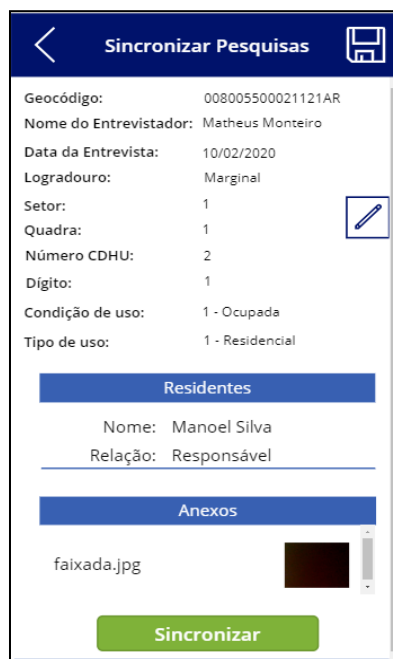 Sincronizar Pesquisas
Geocódigo: 008005500021121AR
Nome do Entrevistador: Matheus Monteiro
Data da Entrevista: 10/02/2020
Logradouro: Marginal
Setor: 1
Quadra: 1
Número CDHU: 2
Dígito: 1
Condição de uso: 1 - Ocupada
Tipo de uso: 1 - Residencial
Residentes
Nome: Manoel Silva
Relação: Responsável
Anexos
faixada.jpg
Sincronizar